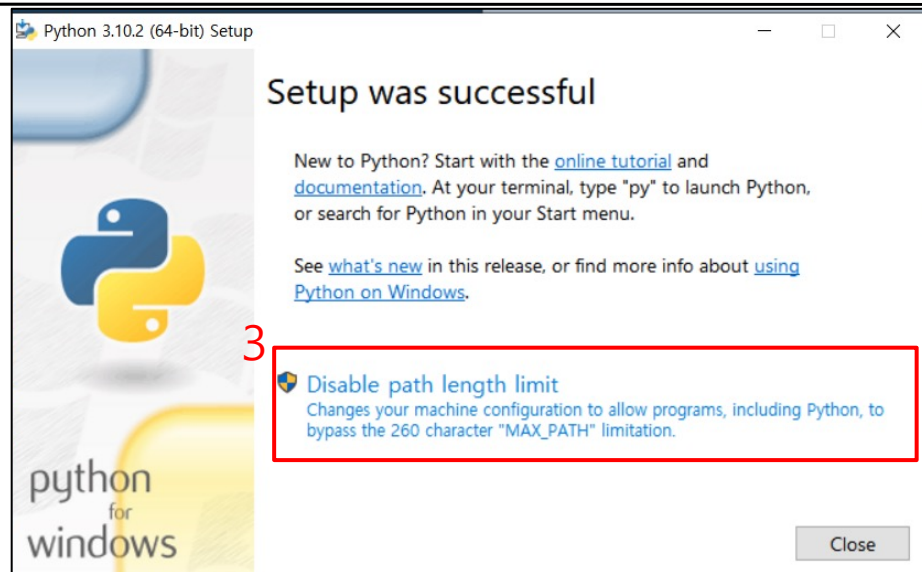 Python 3.10.2 (64-bit) Setup
Setup was successful
New to Python? Start with the online tutorial and
documentation. At your terminal, type "py" to launch Python,
or search for Python in your Start menu.
See what's new in this release, or find more info about using
Python on Windows.
3
Disable path length limit
Changes your machine configuration to allow programs, including Python, to
bypass the 260 character "MAX_PATH" limitation.
python
for
windows
Close